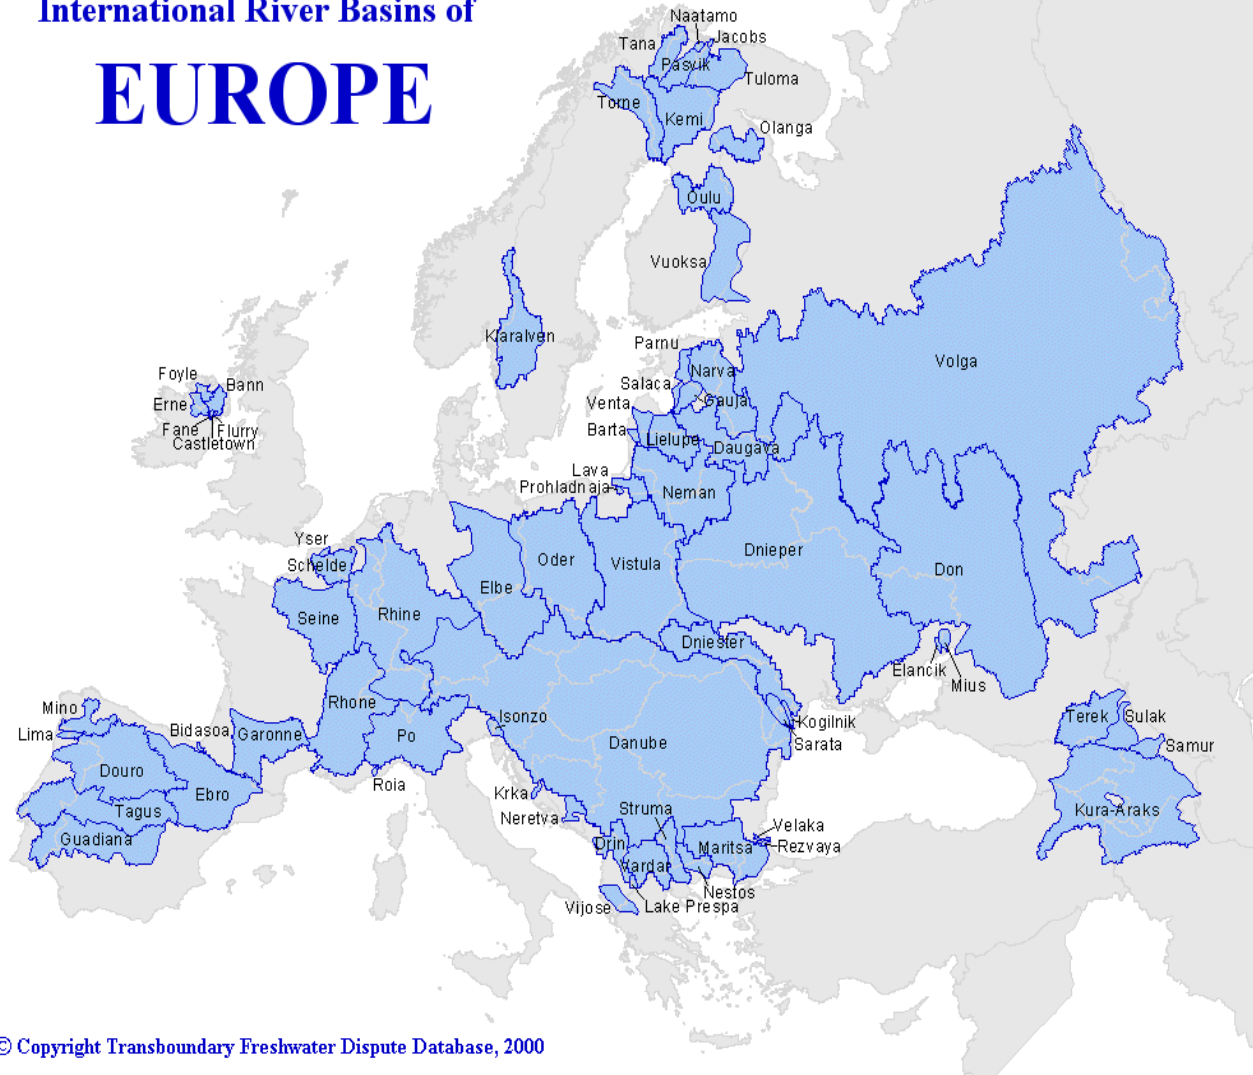 International River Basins of
EUROPE
Naatamo
Tana
Jacobs
Pasvik
Tuloma
Torne
Kemi
Olanga
Oulu
Vuoksa
Klaralven
Parnu
Narva
Volga
Salaca
Gauja
Foyle
Bann
Erne
Venta
Fane
Flurry
Castletown
Barta
Lielupe
Daugava
Lava
Prohladnaja
Neman
Yser
Schelde
Elbe
Oder
Vistula
Dnieper
Don
Seine
Rhine
Dniester
Elancik
Mius
Mino
Rhone
Lima
Bidasoa
Garonne
Isonzo
Po
Danube
Kogilnik
Sarata
Terek
Sulak
Samur
Douro
Ebro
Roia
Krka
Tagus
Neretva
Struma
Kura-Araks
Guadiana
Drin
Velaka
Maritsa
Rezvaya
Vardar
Nestos
Vijose
Lake Prespa
© Copyright Transboundary Freshwater Dispute Database, 2000